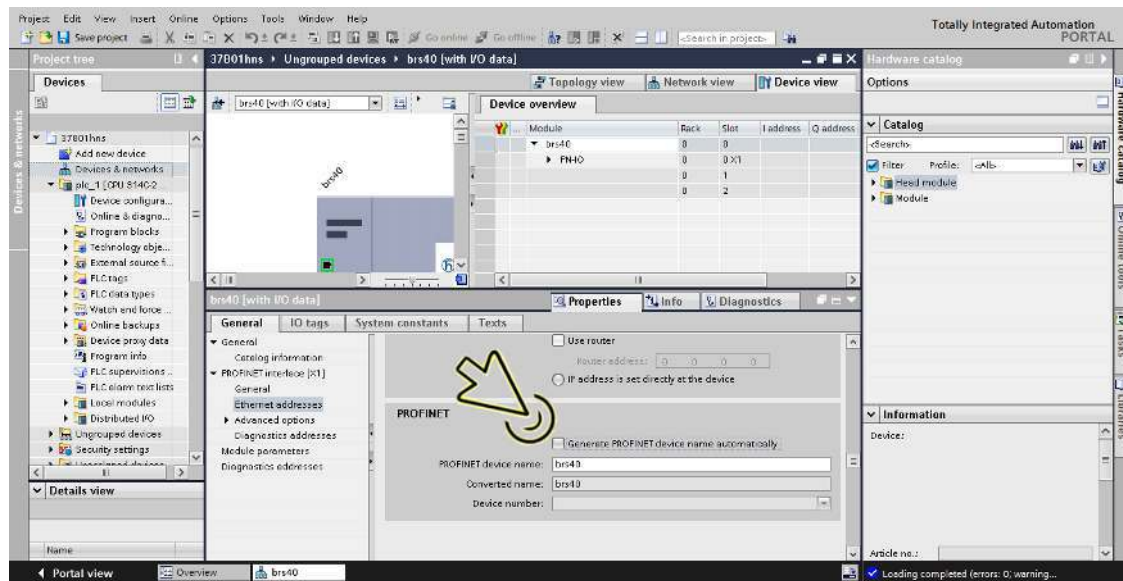 Project Edit View Insert Online Options Tools Window Help
Totally Integrated Automation
PORTAL
Save project
Go online
Go offline
<Search in project>
Project tree
37801hns ▸ Ungrouped devices ▸ brs40 [with I/O data]
Hardware catalog
Devices
Topology view
Network view
Device view
Options
brs40 [with I/O data]
Device overview
Module
Rack
Slot
I address
Q address
brs40
0
0
PN-IO
0
0 X1
0
1
0
2
brs40
37801hns
Add new device
Devices & networks
plc_1 [CPU 314C-2
Device configura...
Online & diagno...
Program blocks
Technology obje...
External source f...
PLC tags
PLC data types
Watch and force ...
Online backups
Device proxy data
Program info
PLC supervisions ..
PLC alarm text lists
Local modules
Distributed I/O
Ungrouped devices
Security settings
Details view
Name
Catalog
<Search>
Filter
Profile:
<All>
Head module
Module
Information
Device:
Article no.:
Devices & networks
Hardware catalog
Online tools
Tasks
Libraries
brs40 [with I/O data]
Properties
Info
Diagnostics
General
IO tags
System constants
Texts
General
Catalog information
PROFINET interface [X1]
General
Ethernet addresses
Advanced options
Diagnostics addresses
Module parameters
Diagnostics addresses
Use router
Router address: 0 . 0 . 0 . 0
IP address is set directly at the device
PROFINET
Generate PROFINET device name automatically
PROFINET device name: brs40
Converted name: brs40
Device number:
Portal view
Overview
brs40
Loading completed (errors: 0; warning...